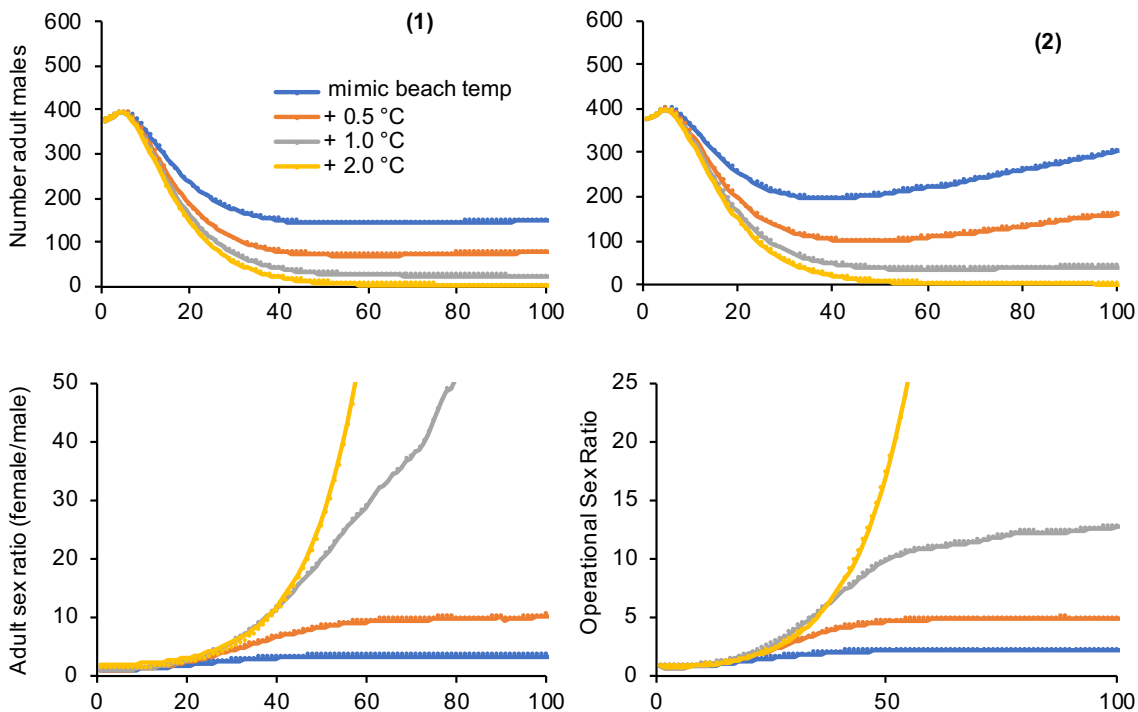 (1)
Number adult males
600
500
400
300
200
100
0
mimic beach temp
+ 0.5 °C
+ 1.0 °C
+ 2.0 °C
0 20 40 60 80 100
(2)
600
500
400
300
200
100
0
0 20 40 60 80 100
Adult sex ratio (female/male)
50
40
30
20
10
0
0 20 40 60 80 100
Operational Sex Ratio
25
20
15
10
5
0
0 50 100